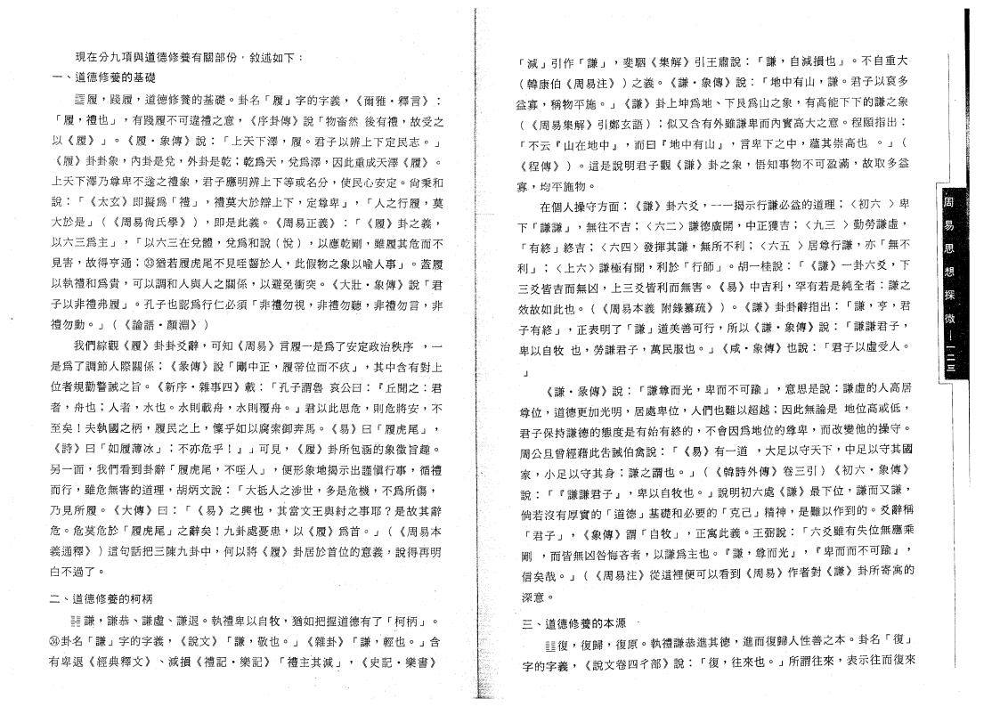 現在分九項與道德修養有關部份，敘述如下：
一、道德修養的基礎
䷉履，踐履，道德修養的基礎。卦名「履」字的字義，《爾雅・釋言》：
「履，禮也」，有踐履不可違禮之意，《序卦傳》說「物畜然 後有禮，故受之
以《履》」。《履・象傳》說：「上天下澤，履。君子以辨上下定民志。」
《履》卦卦象，內卦是兌，外卦是乾；乾爲天，兌爲澤，因此重成天澤《履》。
上天下澤乃尊卑不逾之禮象，君子應明辨上下等或名分，使民心安定。尙秉和
說：「《太玄》即擬爲「禮」，禮莫大於辯上下，定尊卑」，「人之行履，莫
大於是」（《周易尙氏學》），即是此義。《周易正義》：「《履》卦之義，
以六三爲主」，「以六三在兌體，兌爲和說（悅），以應乾剛，雖履其危而不
見害，故得亨通；㉝猶若履虎尾不見咥齧於人，此假物之象以喻人事」。蓋履
以執禮和爲貴，可以調和人與人之關係，以避免衝突。《大壯・象傳》說「君
子以非禮弗履」。孔子也認爲行仁必須「非禮勿視，非禮勿聽，非禮勿言，非
禮勿動。」（《論語・顏淵》）
我們綜觀《履》卦卦爻辭，可知《周易》言履一是爲了安定政治秩序 ，一
是爲了調節人際關係；《彖傳》說「剛中正，履帝位而不疚」，其中含有對上
位者規勸警誡之旨。《新序・雜事四》載：「孔子謂魯 哀公曰：『丘聞之：君
者，舟也；人者，水也。水則載舟，水則覆舟。』君以此思危，則危將安，不
至矣！夫執國之柄，履民之上，懍乎如以腐索御奔馬。《易》曰「履虎尾」，
《詩》曰「如履薄冰」；不亦危乎！』」可見，《履》卦所包涵的象徵旨趣。
另一面，我們看到卦辭「履虎尾，不咥人」，便形象地揭示出謹愼行事，循禮
而行，雖危無害的道理，胡炳文說：「大抵人之涉世，多是危機，不爲所傷，
乃見所履。《大傳》曰：「《易》之興也，其當文王與紂之事耶？是故其辭
危。危莫危於「履虎尾」之辭矣！九卦處憂患，以《履》爲首。」（《周易本
義通釋》）這句話把三陳九卦中，何以將《履》卦居於首位的意義，說得再明
白不過了。
二、道德修養的柯柄
䷎謙，謙恭、謙虛、謙退。執禮卑以自牧，猶如把握道德有了「柯柄」。
㉞卦名「謙」字的字義，《說文》「謙，敬也。」《雜卦》「謙，輕也。」含
有卑退《經典釋文》、減損《禮記・樂記》「禮主其減」，《史記・樂書》
「減」引作「謙」，裴駰《集解》引王肅說：「謙，自減損也」。不自重大
（韓康伯《周易注》）之義。《謙・象傳》說：「地中有山，謙。君子以裒多
益寡，稱物平施。」《謙》卦上坤爲地、下艮爲山之象，有高能下下的謙之象
（《周易集解》引鄭玄語）；似又含有外雖謙卑而內實高大之意。程頤指出：
「不云『山在地中』，而曰『地中有山』，言卑下之中，蘊其崇高也 。」（
《程傳》）。這是說明君子觀《謙》卦之象，悟知事物不可盈滿，故取多益
寡，均平施物。
在個人操守方面：《謙》卦六爻，一一揭示行謙必益的道理；〈初六 〉卑
下「謙謙」，無往不吉；〈六二〉謙德廣開，中正獲吉；〈九三 〉勤勞謙虛，
「有終」終吉；〈六四〉發揮其謙，無所不利；〈六五 〉居尊行謙，亦「無不
利」；〈上六〉謙極有聞，利於「行師」。胡一桂說：「《謙》一卦六爻，下
三爻皆吉而無凶，上三爻皆利而無害。《易》中吉利，罕有若是純全者：謙之
效故如此也。（《周易本義 附錄纂疏》）。《謙》卦卦辭指出：「謙，亨，君
子有終」，正表明了「謙」道美善可行，所以《謙・象傳》說：「謙謙君子，
卑以自牧 也，勞謙君子，萬民服也。」《咸・象傳》也說：「君子以虛受人。
」
《謙・彖傳》說：「謙尊而光，卑而不可踰」，意思是說：謙虛的人高居
尊位，道德更加光明，居處卑位，人們也難以超越；因此無論是 地位高或低，
君子保持謙德的態度是有始有終的，不會因爲地位的尊卑，而改變他的操守。
周公旦曾經藉此告誡伯禽說：「《易》有一道 ，大足以守天下，中足以守其國
家，小足以守其身；謙之謂也。」（《韓詩外傳》卷三引）《初六・象傳》
說：「『謙謙君子』，卑以自牧也。」說明初六處《謙》最下位，謙而又謙，
倘若沒有厚實的「道德」基礎和必要的「克己」精神，是難以作到的。爻辭稱
「君子」，《象傳》謂「自牧」，正寓此義。王弼說：「六爻雖有失位無應乘
剛 ，而皆無凶咎悔吝者，以謙爲主也。『謙，尊而光』，『卑而而不可踰』，
信矣哉。」（《周易注》從這裡便可以看到《周易》作者對《謙》卦所寄寓的
深意。
三、道德修養的本源
䷗復，復歸，復原。執禮謙恭進其德，進而復歸人性善之本。卦名「復」
字的字義，《說文卷四彳部》說：「復，往來也。」所謂往來，表示往而復來
周易思想探微—一二三